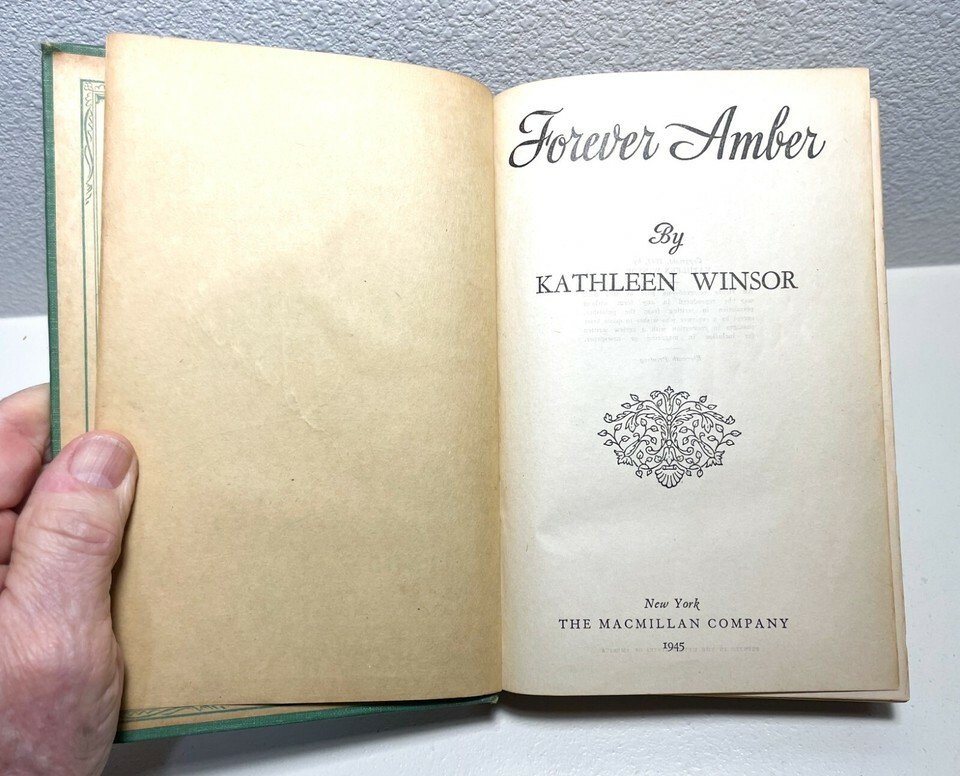 Forever Amber
By
KATHLEEN WINSOR
New York
THE MACMILLAN COMPANY
1945